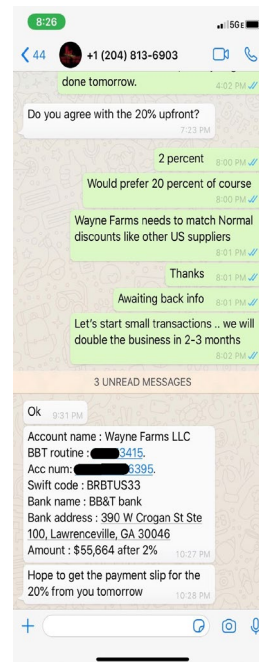 8:26
5GE
44
+1 (204) 813-6903
done tomorrow.
4:02 PM
Do you agree with the 20% upfront?
7:23 PM
2 percent
8:00 PM
Would prefer 20 percent of course
8:00 PM
Wayne Farms needs to match Normal
discounts like other US suppliers
8:01 PM
Thanks
8:01 PM
Awaiting back info
8:01 PM
Let's start small transactions .. we will
double the business in 2-3 months
8:02 PM
3 UNREAD MESSAGES
Ok
9:31 PM
Account name : Wayne Farms LLC
BBT routine : 3415.
Acc num: 6395.
Swift code : BRBTUS33
Bank name : BB&T bank
Bank address : 390 W Crogan St Ste
100, Lawrenceville, GA 30046
Amount : $55,664 after 2%
10:27 PM
Hope to get the payment slip for the
20% from you tomorrow
10:28 PM